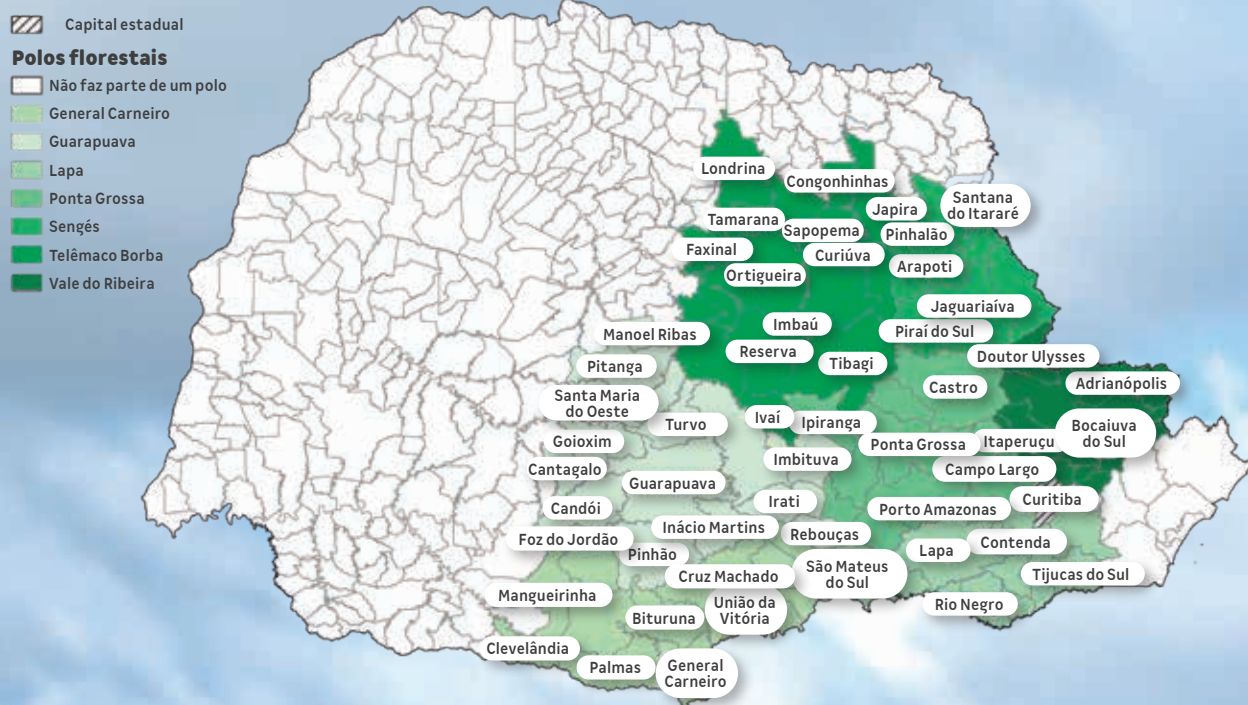 Capital estadual
Polos florestais
Não faz parte de um polo
General Carneiro
Guarapuava
Lapa
Ponta Grossa
Sengés
Telêmaco Borba
Vale do Ribeira
Londrina
Congonhinhas
Santana
do Itararé
Japira
Tamarana
Sapopema
Pinhalão
Faxinal
Curiúva
Arapoti
Ortigueira
Jaguariaíva
Imbaú
Piraí do Sul
Manoel Ribas
Reserva
Doutor Ulysses
Tibagi
Pitanga
Castro
Adrianópolis
Santa Maria
do Oeste
Turvo
Ivaí
Ipiranga
Bocaiuva
do Sul
Goioxim
Ponta Grossa
Itaperuçu
Imbituva
Cantagalo
Campo Largo
Guarapuava
Irati
Curitiba
Candói
Porto Amazonas
Inácio Martins
Rebouças
Foz do Jordão
Contenda
Pinhão
Lapa
Cruz Machado
São Mateus
do Sul
Tijucas do Sul
Mangueirinha
União da
Vitória
Rio Negro
Bituruna
Clevelândia
Palmas
General
Carneiro